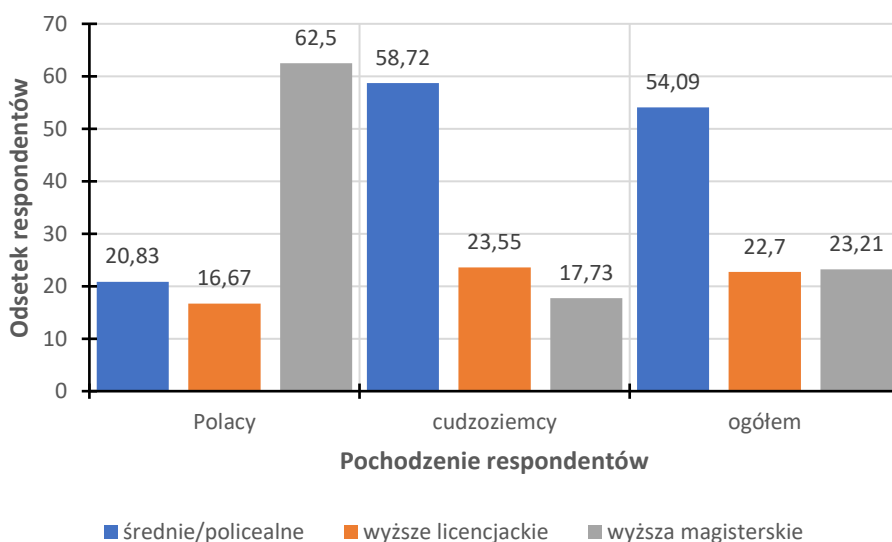 70
60
50
40
30
20
10
0
Odsetek respondentów
20,83
16,67
62,5
58,72
23,55
17,73
54,09
22,7
23,21
Polacy
cudzoziemcy
ogółem
Pochodzenie respondentów
średnie/policealne
wyższe licencjackie
wyższa magisterskie